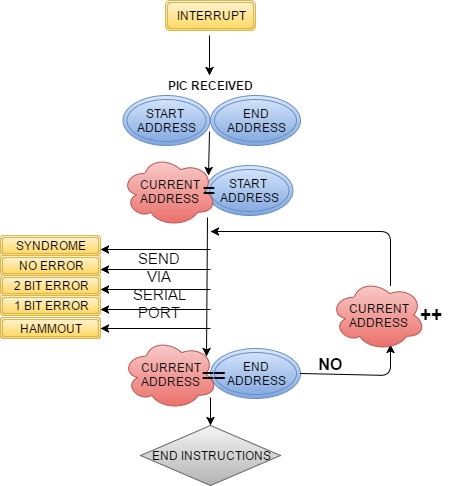 INTERRUPT
PIC RECEIVED
START
ADDRESS
END
ADDRESS
CURRENT
ADDRESS
=
START
ADDRESS
SYNDROME
NO ERROR
2 BIT ERROR
1 BIT ERROR
HAMMOUT
SEND
VIA
SERIAL
PORT
CURRENT
ADDRESS
++
CURRENT
ADDRESS
==
END
ADDRESS
NO
END INSTRUCTIONS